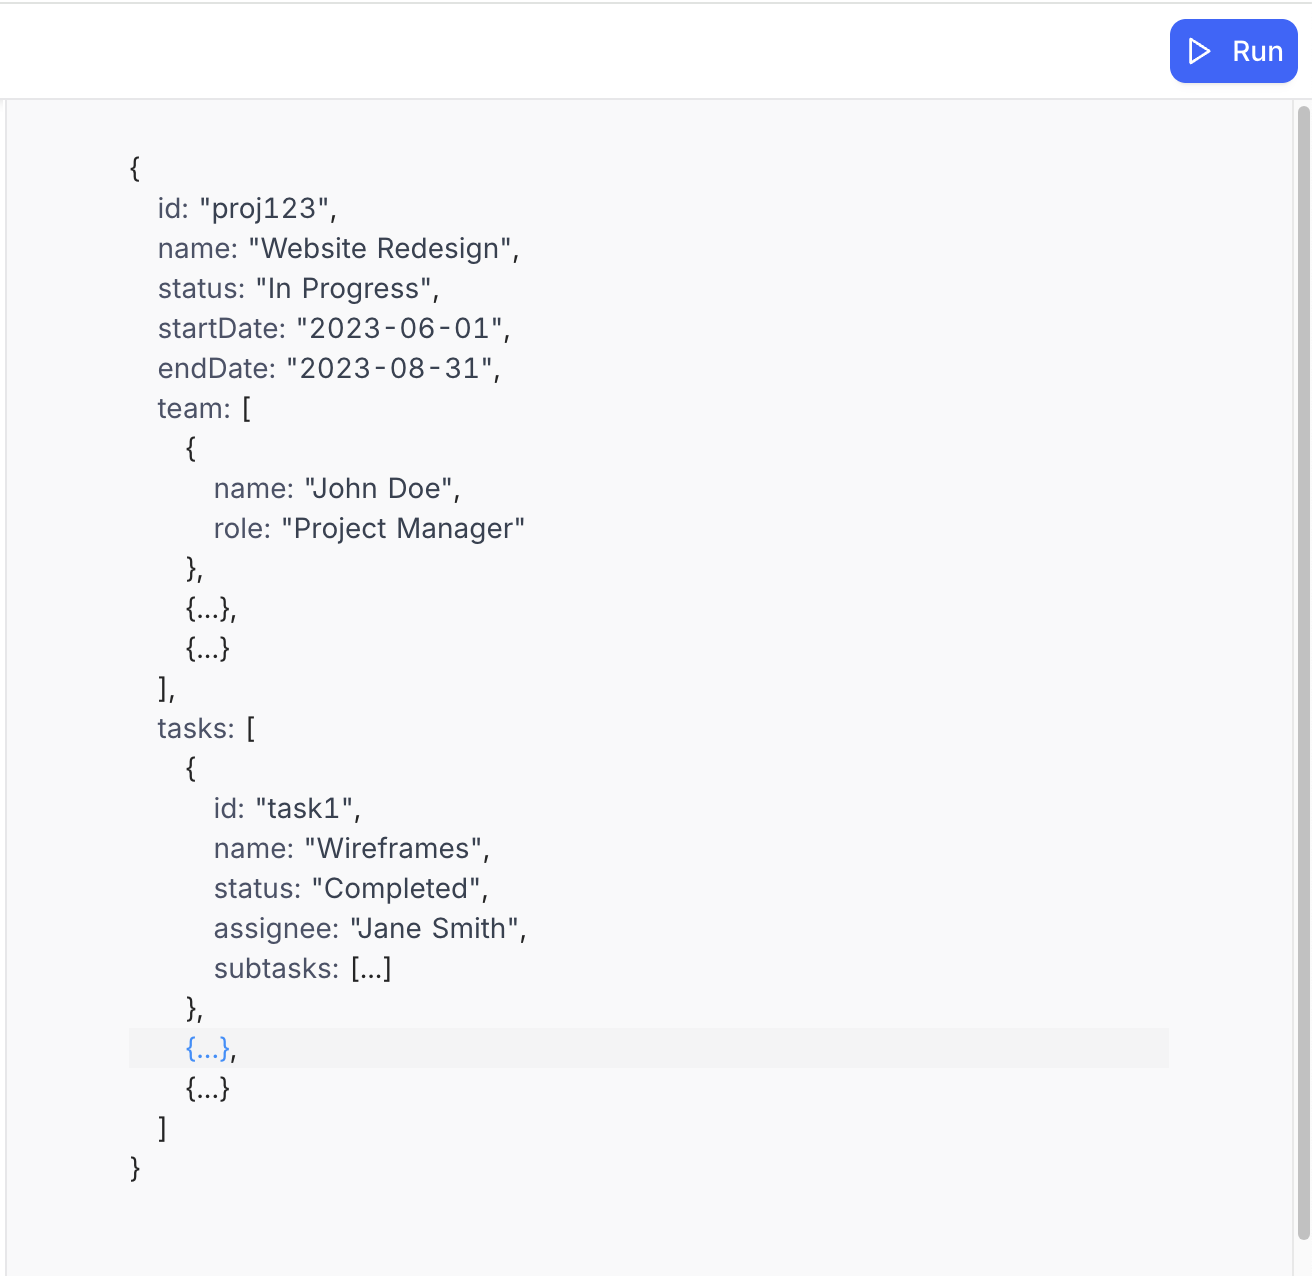 Run
{
id: "proj123",
name: "Website Redesign",
status: "In Progress",
startDate: "2023-06-01",
endDate: "2023-08-31",
team: [
{
name: "John Doe",
role: "Project Manager"
},
{...},
{...}
],
tasks: [
{
id: "task1",
name: "Wireframes",
status: "Completed",
assignee: "Jane Smith",
subtasks: [...]
},
{...},
{...}
]
}